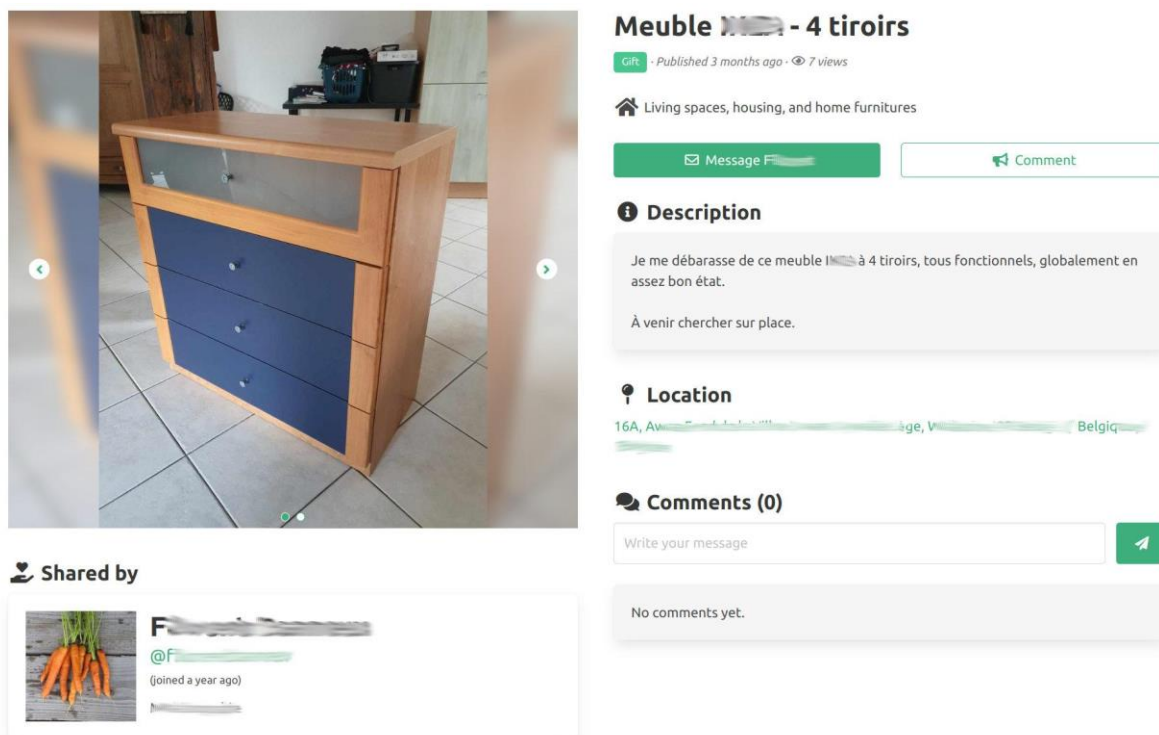 Meuble - 4 tiroirs
Gift · Published 3 months ago · 7 views
Living spaces, housing, and home furnitures
Message
Comment
Description
Je me débarasse de ce meuble à 4 tiroirs, tous fonctionnels, globalement en
assez bon état.
À venir chercher sur place.
Location
16A,
Comments (0)
Write your message
No comments yet.
Shared by
(joined a year ago)